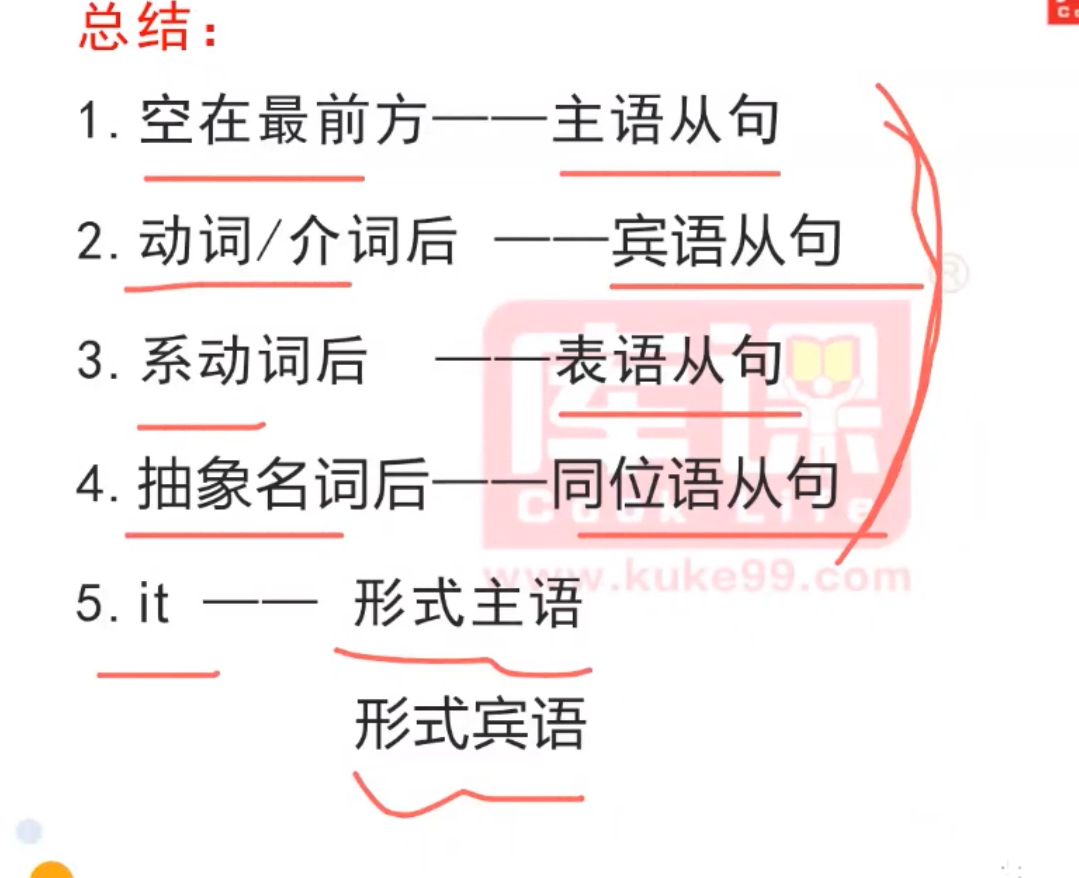 总结：
1.空在最前方——主语从句
2.动词/介词后 ——宾语从句
3.系动词后 ——表语从句
4.抽象名词后——同位语从句
5.it —— 形式主语
形式宾语
库课
®
Cook Life
www.kuke99.com